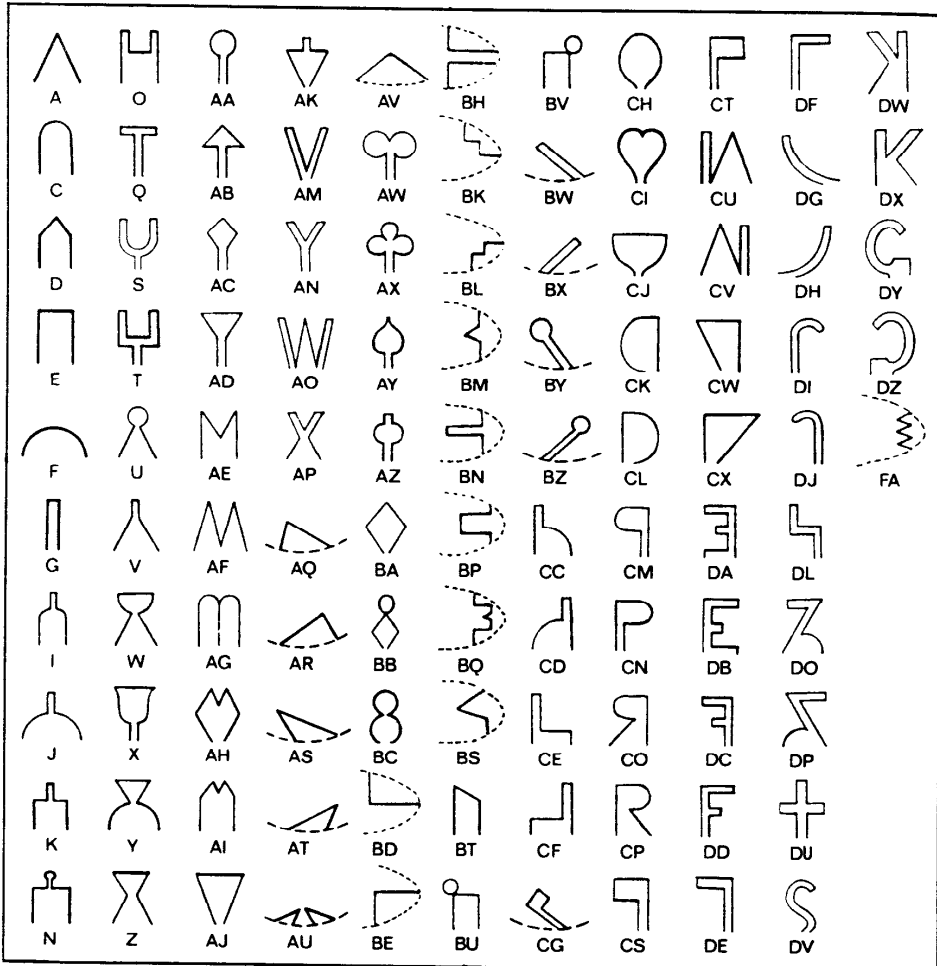 A O AA AK AV BH BV CH CT DF DW
C Q AB AM AW BK BW CI CU DG DX
D S AC AN AX BL BX CJ CV DH DY
E T AD AO AY BM BY CK CW DI DZ
F U AE AP AZ BN BZ CL CX DJ FA
G V AF AQ BA BP CC CM DA DL
I W AG AR BB BQ CD CN DB DO
J X AH AS BC BS CE CO DC DP
K Y AI AT BD BT CF CP DD DU
N Z AJ AU BE BU CG CS DE DV